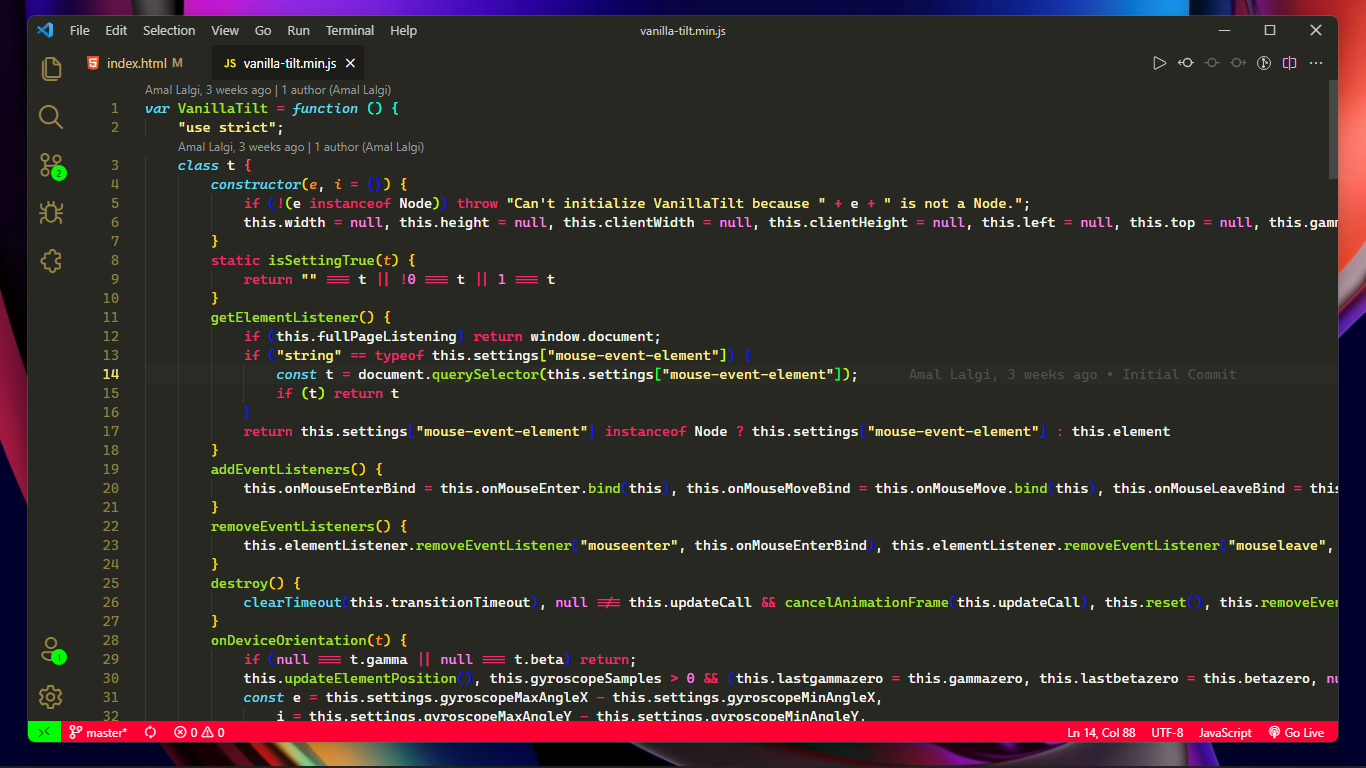 File Edit Selection View Go Run Terminal Help vanilla-tilt.min.js
index.html M JS vanilla-tilt.min.js
Amal Lalgi, 3 weeks ago | 1 author (Amal Lalgi)
1 var VanillaTilt = function () {
2 "use strict";
Amal Lalgi, 3 weeks ago | 1 author (Amal Lalgi)
3 class t {
4 constructor(e, i = {}) {
5 if (!(e instanceof Node)) throw "Can't initialize VanillaTilt because " + e + " is not a Node.";
6 this.width = null, this.height = null, this.clientWidth = null, this.clientHeight = null, this.left = null, this.top = null, this.gamm
7 }
8 static isSettingTrue(t) {
9 return "" === t || !0 === t || 1 === t
10 }
11 getElementListener() {
12 if (this.fullPageListening) return window.document;
13 if ("string" == typeof this.settings["mouse-event-element"]) {
14 const t = document.querySelector(this.settings["mouse-event-element"]); Amal Lalgi, 3 weeks ago • Initial Commit
15 if (t) return t
16 }
17 return this.settings["mouse-event-element"] instanceof Node ? this.settings["mouse-event-element"] : this.element
18 }
19 addEventListeners() {
20 this.onMouseEnterBind = this.onMouseEnter.bind(this), this.onMouseMoveBind = this.onMouseMove.bind(this), this.onMouseLeaveBind = this
21 }
22 removeEventListeners() {
23 this.elementListener.removeEventListener("mouseenter", this.onMouseEnterBind), this.elementListener.removeEventListener("mouseleave",
24 }
25 destroy() {
26 clearTimeout(this.transitionTimeout), null !== this.updateCall && cancelAnimationFrame(this.updateCall), this.reset(), this.removeEven
27 }
28 onDeviceOrientation(t) {
29 if (null === t.gamma || null === t.beta) return;
30 this.updateElementPosition(), this.gyroscopeSamples > 0 && (this.lastgammazero = this.gammazero, this.lastbetazero = this.betazero, nu
31 const e = this.settings.gyroscopeMaxAngleX - this.settings.gyroscopeMinAngleX,
32 i = this.settings.gyroscopeMaxAngleY - this.settings.gyroscopeMinAngleY,
2
1
master* 0 0 Ln 14, Col 88 UTF-8 JavaScript Go Live